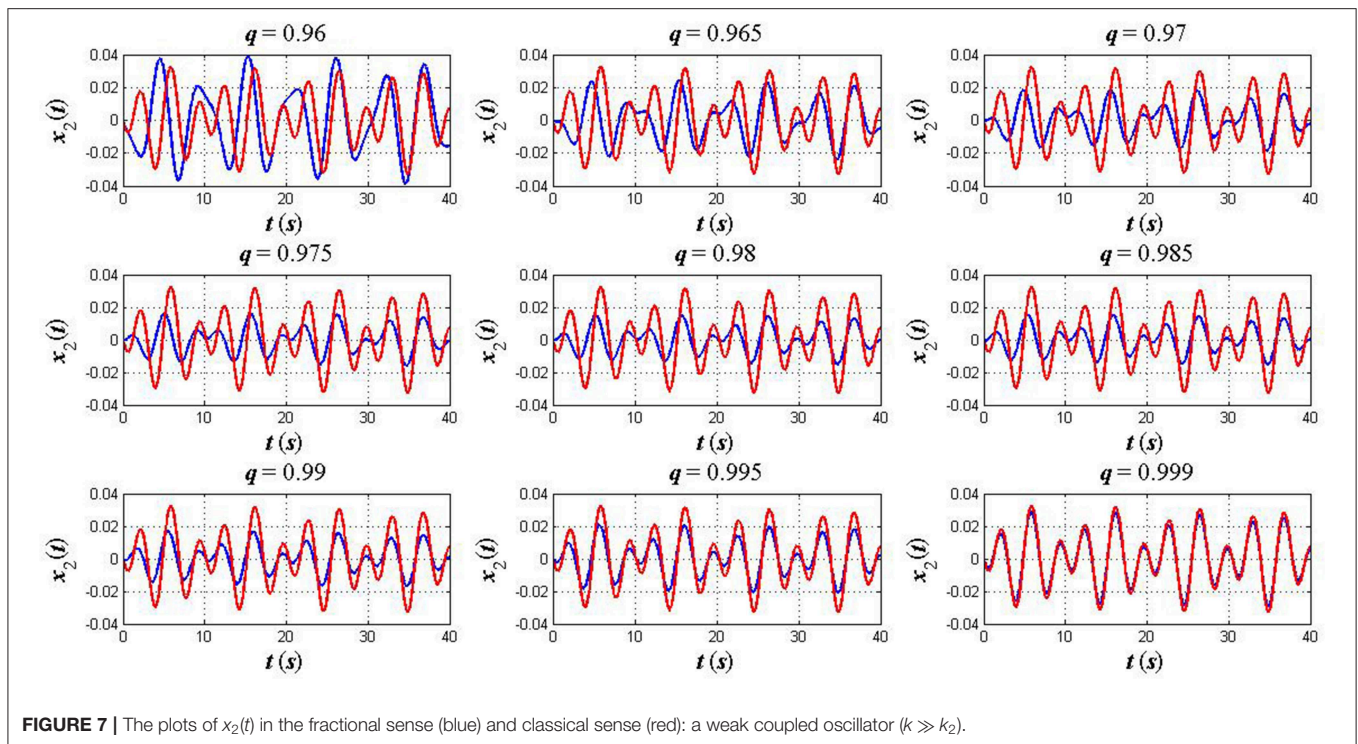 q = 0.96
q = 0.965
q = 0.97
0.04
0.02
0
-0.02
-0.04
x₂(t)
0 10 20 30 40
t (s)
0.04
0.02
0
-0.02
-0.04
x₂(t)
0 10 20 30 40
t (s)
0.04
0.02
0
-0.02
-0.04
x₂(t)
0 10 20 30 40
t (s)
q = 0.975
q = 0.98
q = 0.985
0.04
0.02
0
-0.02
-0.04
x₂(t)
0 10 20 30 40
t (s)
0.04
0.02
0
-0.02
-0.04
x₂(t)
0 10 20 30 40
t (s)
0.04
0.02
0
-0.02
-0.04
x₂(t)
0 10 20 30 40
t (s)
q = 0.99
q = 0.995
q = 0.999
0.04
0.02
0
-0.02
-0.04
x₂(t)
0 10 20 30 40
t (s)
0.04
0.02
0
-0.02
-0.04
x₂(t)
0 10 20 30 40
t (s)
0.04
0.02
0
-0.02
-0.04
x₂(t)
0 10 20 30 40
t (s)
FIGURE 7 | The plots of x₂(t) in the fractional sense (blue) and classical sense (red): a weak coupled oscillator (k ≫ k₂).